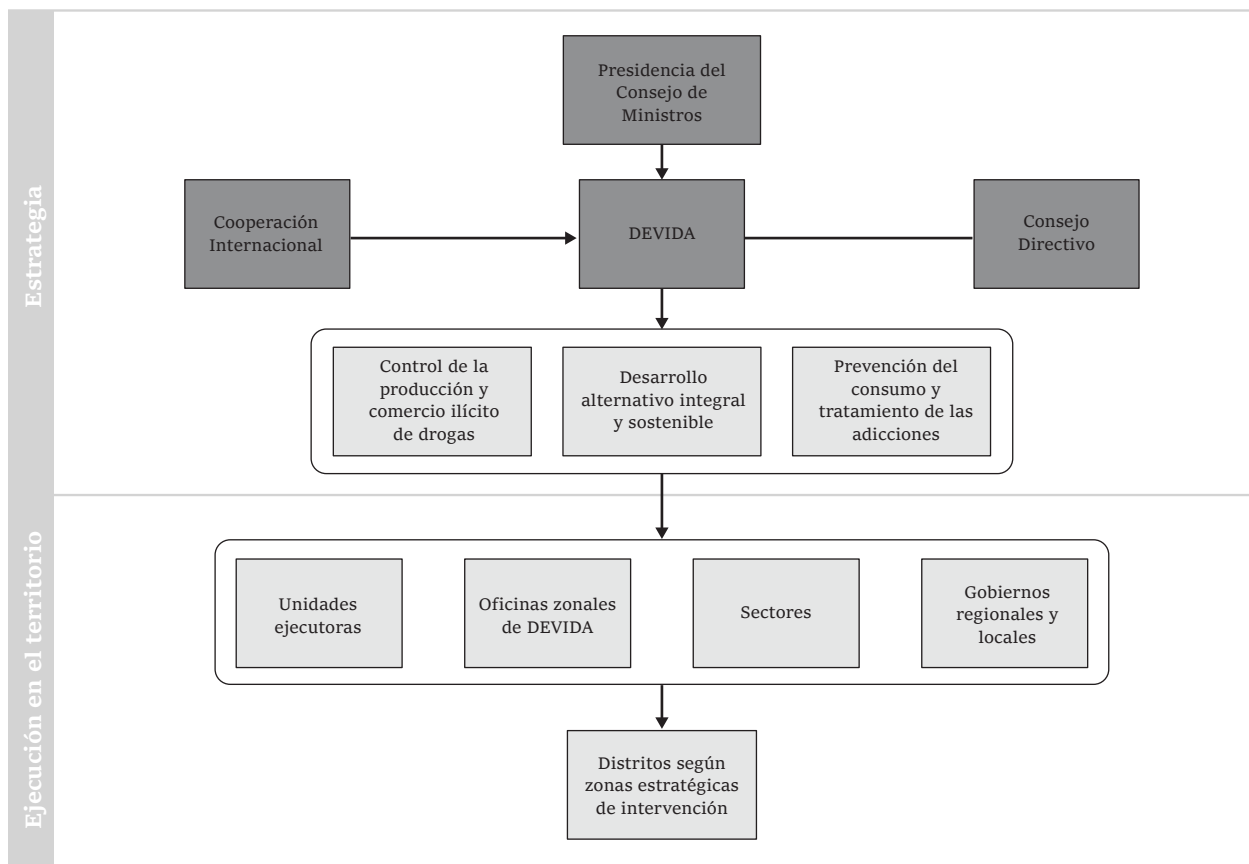 Estrategia
Presidencia del
Consejo de
Ministros
Cooperación
Internacional
DEVIDA
Consejo
Directivo
Control de la
producción y
comercio ilícito
de drogas
Desarrollo
alternativo integral
y sostenible
Prevención del
consumo y
tratamiento de las
adicciones
Ejecución en el territorio
Unidades
ejecutoras
Oficinas zonales
de DEVIDA
Sectores
Gobiernos
regionales y
locales
Distritos según
zonas estratégicas
de intervención